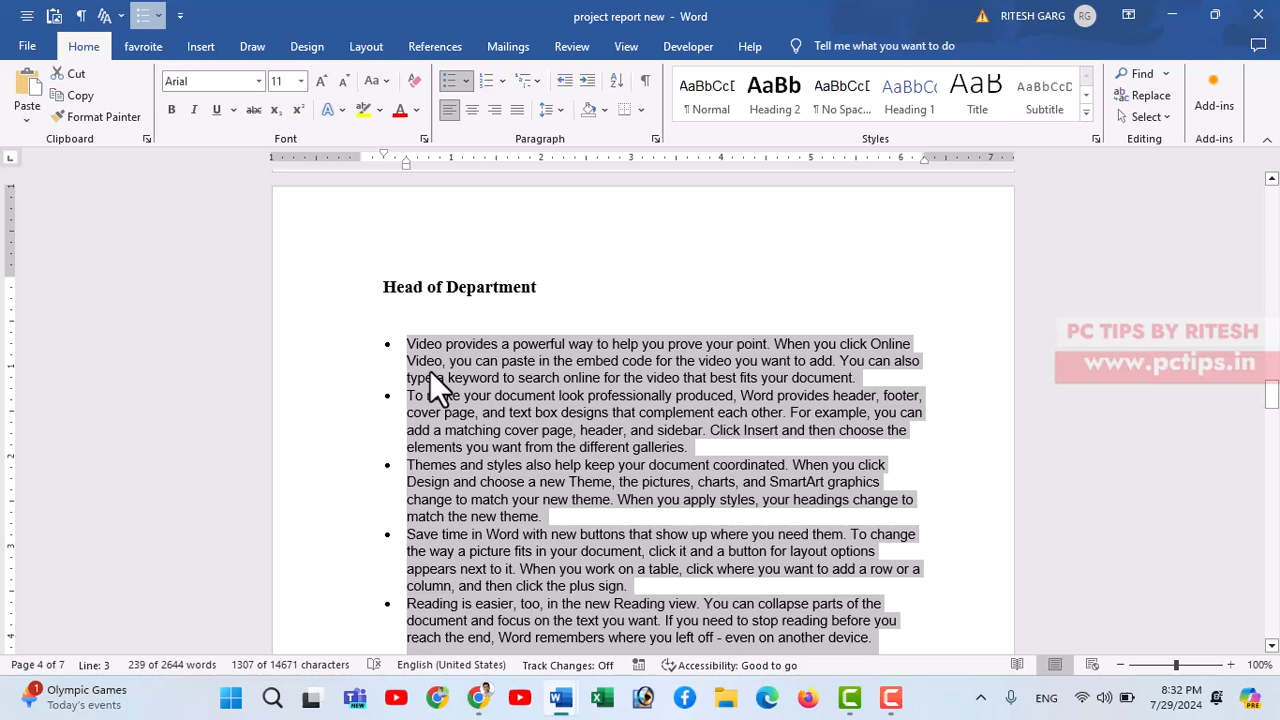 project report new - Word
RITESH GARG RG
File Home favrorite Insert Draw Design Layout References Mailings Review View Developer Help Tell me what you want to do
Paste
Cut
Copy
Format Painter
Clipboard
Arial 11
Font
Paragraph
AaBbCcD AaBb AaBbCcD AaBbCcD AaB AaBbCcD
¶ Normal Heading 2 ¶ No Spac... Heading 1 Title Subtitle
Styles
Find
Replace
Select
Editing
Add-ins
Add-ins
1 1 2 3 4 5 6 7
Head of Department
• Video provides a powerful way to help you prove your point. When you click Online
Video, you can paste in the embed code for the video you want to add. You can also
type a keyword to search online for the video that best fits your document.
• To your document look professionally produced, Word provides header, footer,
cover page, and text box designs that complement each other. For example, you can
add a matching cover page, header, and sidebar. Click Insert and then choose the
elements you want from the different galleries.
• Themes and styles also help keep your document coordinated. When you click
Design and choose a new Theme, the pictures, charts, and SmartArt graphics
change to match your new theme. When you apply styles, your headings change to
match the new theme.
• Save time in Word with new buttons that show up where you need them. To change
the way a picture fits in your document, click it and a button for layout options
appears next to it. When you work on a table, click where you want to add a row or a
column, and then click the plus sign.
• Reading is easier, too, in the new Reading view. You can collapse parts of the
document and focus on the text you want. If you need to stop reading before you
reach the end, Word remembers where you left off - even on another device.
PC TIPS BY RITESH
www.pctips.in
Page 4 of 7 Line: 3 239 of 2644 words 1307 of 14671 characters English (United States) Track Changes: Off Accessibility: Good to go 100%
1 Olympic Games
Today's events
ENG
8:32 PM
7/29/2024
PRE